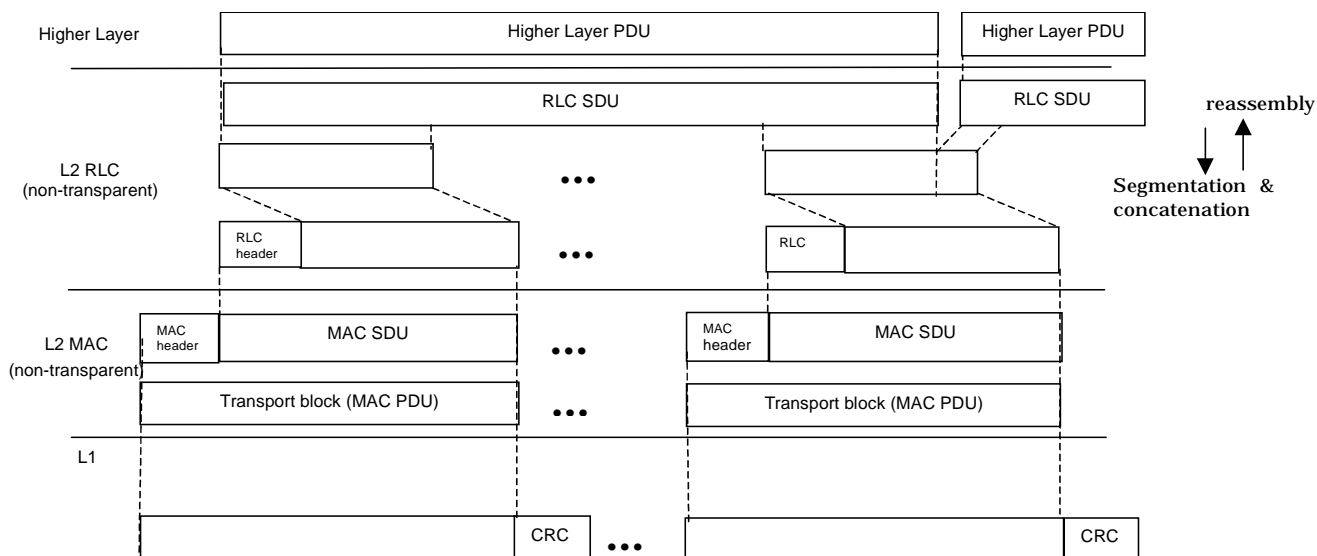 Higher Layer
Higher Layer PDU
Higher Layer PDU
RLC SDU
RLC SDU
reassembly
L2 RLC
(non-transparent)
•••
Segmentation &
concatenation
RLC
header
•••
RLC
L2 MAC
(non-transparent)
MAC
header
MAC SDU
•••
MAC
header
MAC SDU
Transport block (MAC PDU)
•••
Transport block (MAC PDU)
L1
CRC
•••
CRC